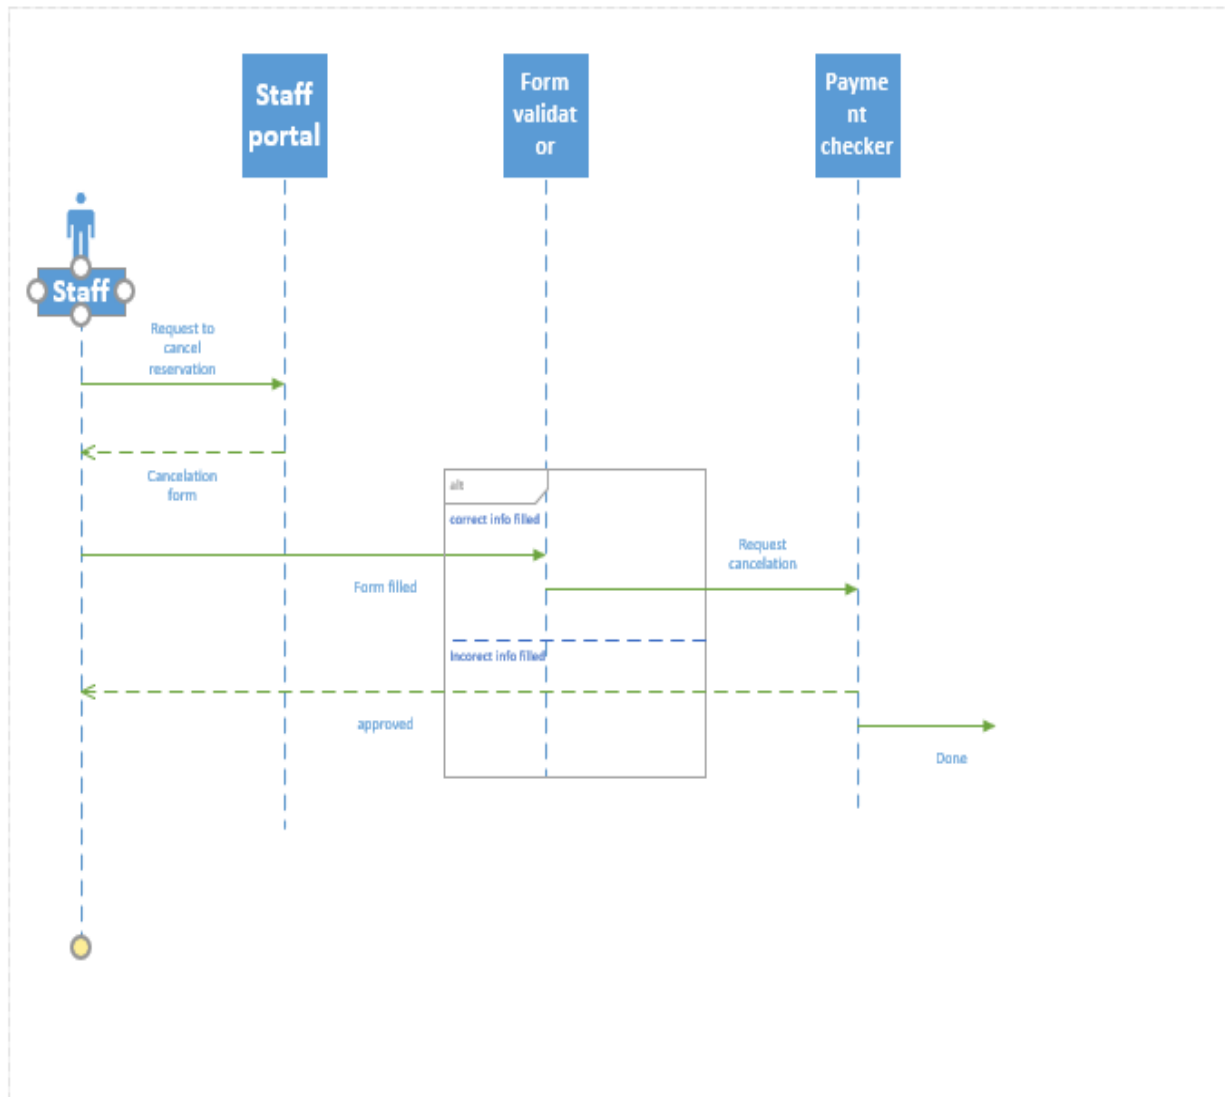 Staff
portal
Form
validat
or
Payme
nt
checker
Staff
Request to
cancel
reservation
Cancelation
form
alt
correct info filled
Request
cancelation
Form filled
Incorect info filled
approved
Done